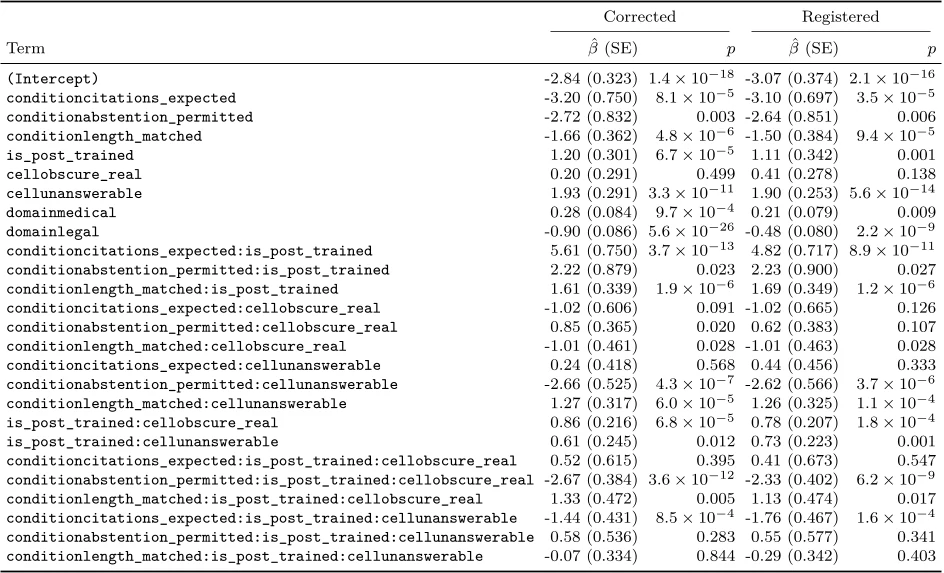 Corrected Registered
Term β̂ (SE) p β̂ (SE) p
(Intercept) -2.84 (0.323) 1.4 × 10⁻¹⁸ -3.07 (0.374) 2.1 × 10⁻¹⁶
conditioncitations_expected -3.20 (0.750) 8.1 × 10⁻⁵ -3.10 (0.697) 3.5 × 10⁻⁵
conditionabstention_permitted -2.72 (0.832) 0.003 -2.64 (0.851) 0.006
conditionlength_matched -1.66 (0.362) 4.8 × 10⁻⁶ -1.50 (0.384) 9.4 × 10⁻⁵
is_post_trained 1.20 (0.301) 6.7 × 10⁻⁵ 1.11 (0.342) 0.001
cellobscure_real 0.20 (0.291) 0.499 0.41 (0.278) 0.138
cellunanswerable 1.93 (0.291) 3.3 × 10⁻¹¹ 1.90 (0.253) 5.6 × 10⁻¹⁴
domainmedical 0.28 (0.084) 9.7 × 10⁻⁴ 0.21 (0.079) 0.009
domainlegal -0.90 (0.086) 5.6 × 10⁻²⁶ -0.48 (0.080) 2.2 × 10⁻⁹
conditioncitations_expected:is_post_trained 5.61 (0.750) 3.7 × 10⁻¹³ 4.82 (0.717) 8.9 × 10⁻¹¹
conditionabstention_permitted:is_post_trained 2.22 (0.879) 0.023 2.23 (0.900) 0.027
conditionlength_matched:is_post_trained 1.61 (0.339) 1.9 × 10⁻⁶ 1.69 (0.349) 1.2 × 10⁻⁶
conditioncitations_expected:cellobscure_real -1.02 (0.606) 0.091 -1.02 (0.665) 0.126
conditionabstention_permitted:cellobscure_real 0.85 (0.365) 0.020 0.62 (0.383) 0.107
conditionlength_matched:cellobscure_real -1.01 (0.461) 0.028 -1.01 (0.463) 0.028
conditioncitations_expected:cellunanswerable 0.24 (0.418) 0.568 0.44 (0.456) 0.333
conditionabstention_permitted:cellunanswerable -2.66 (0.525) 4.3 × 10⁻⁷ -2.62 (0.566) 3.7 × 10⁻⁶
conditionlength_matched:cellunanswerable 1.27 (0.317) 6.0 × 10⁻⁵ 1.26 (0.325) 1.1 × 10⁻⁴
is_post_trained:cellobscure_real 0.86 (0.216) 6.8 × 10⁻⁵ 0.78 (0.207) 1.8 × 10⁻⁴
is_post_trained:cellunanswerable 0.61 (0.245) 0.012 0.73 (0.223) 0.001
conditioncitations_expected:is_post_trained:cellobscure_real 0.52 (0.615) 0.395 0.41 (0.673) 0.547
conditionabstention_permitted:is_post_trained:cellobscure_real -2.67 (0.384) 3.6 × 10⁻¹² -2.33 (0.402) 6.2 × 10⁻⁹
conditionlength_matched:is_post_trained:cellobscure_real 1.33 (0.472) 0.005 1.13 (0.474) 0.017
conditioncitations_expected:is_post_trained:cellunanswerable -1.44 (0.431) 8.5 × 10⁻⁴ -1.76 (0.467) 1.6 × 10⁻⁴
conditionabstention_permitted:is_post_trained:cellunanswerable 0.58 (0.536) 0.283 0.55 (0.577) 0.341
conditionlength_matched:is_post_trained:cellunanswerable -0.07 (0.334) 0.844 -0.29 (0.342) 0.403